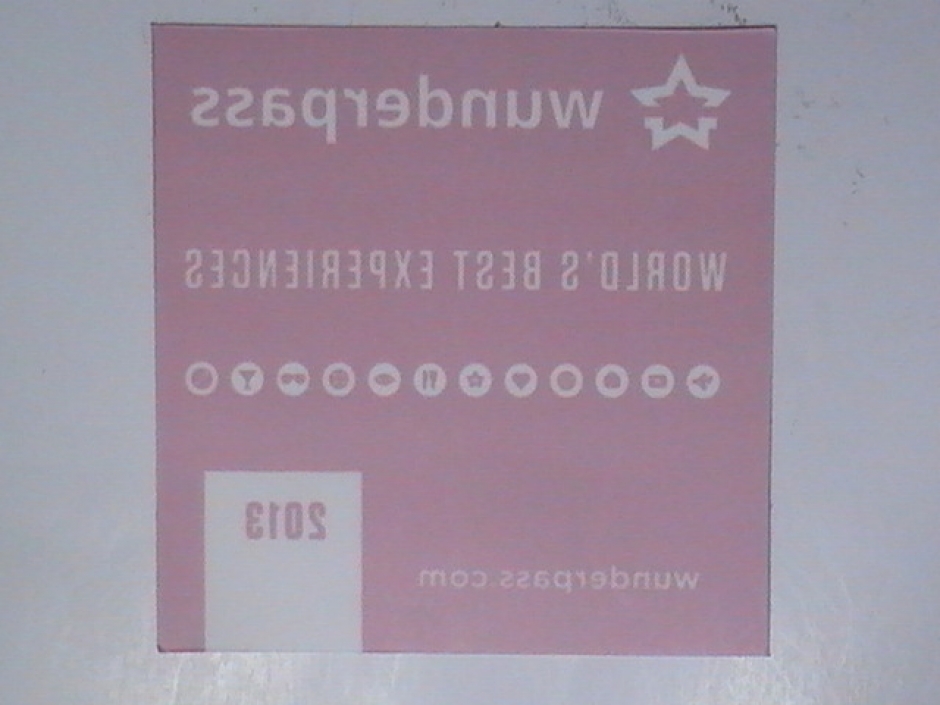 wunderpass
WORLD'S BEST EXPERIENCES
2013
wunderpass.com